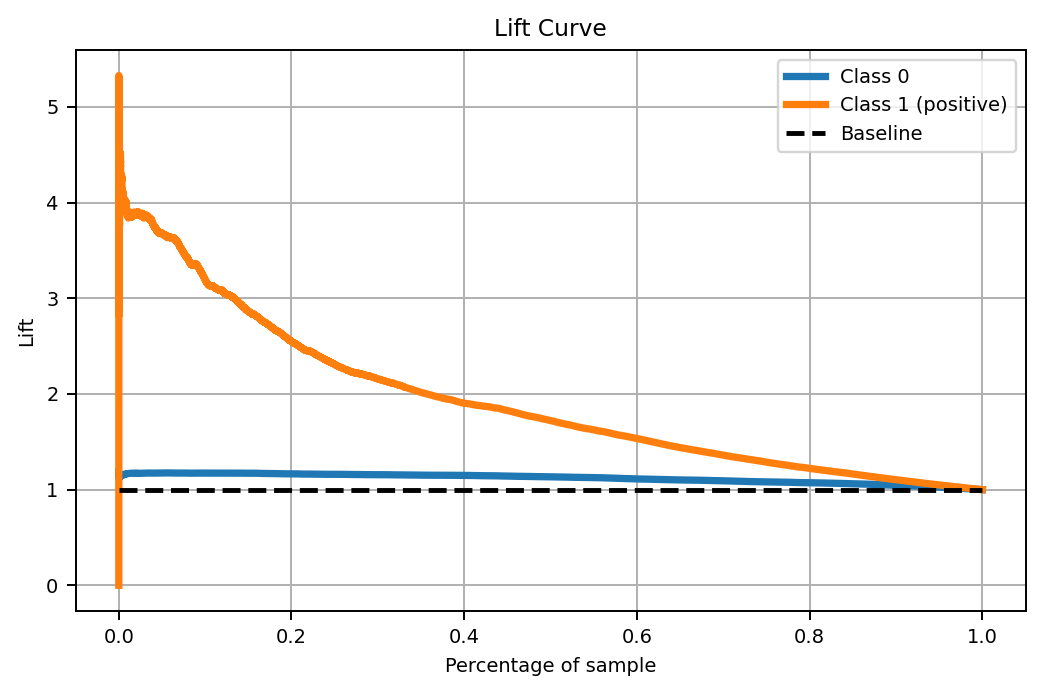 Lift Curve
Class 0
Class 1 (positive)
Baseline
5
4
3
2
1
0
Lift
0.0 0.2 0.4 0.6 0.8 1.0
Percentage of sample